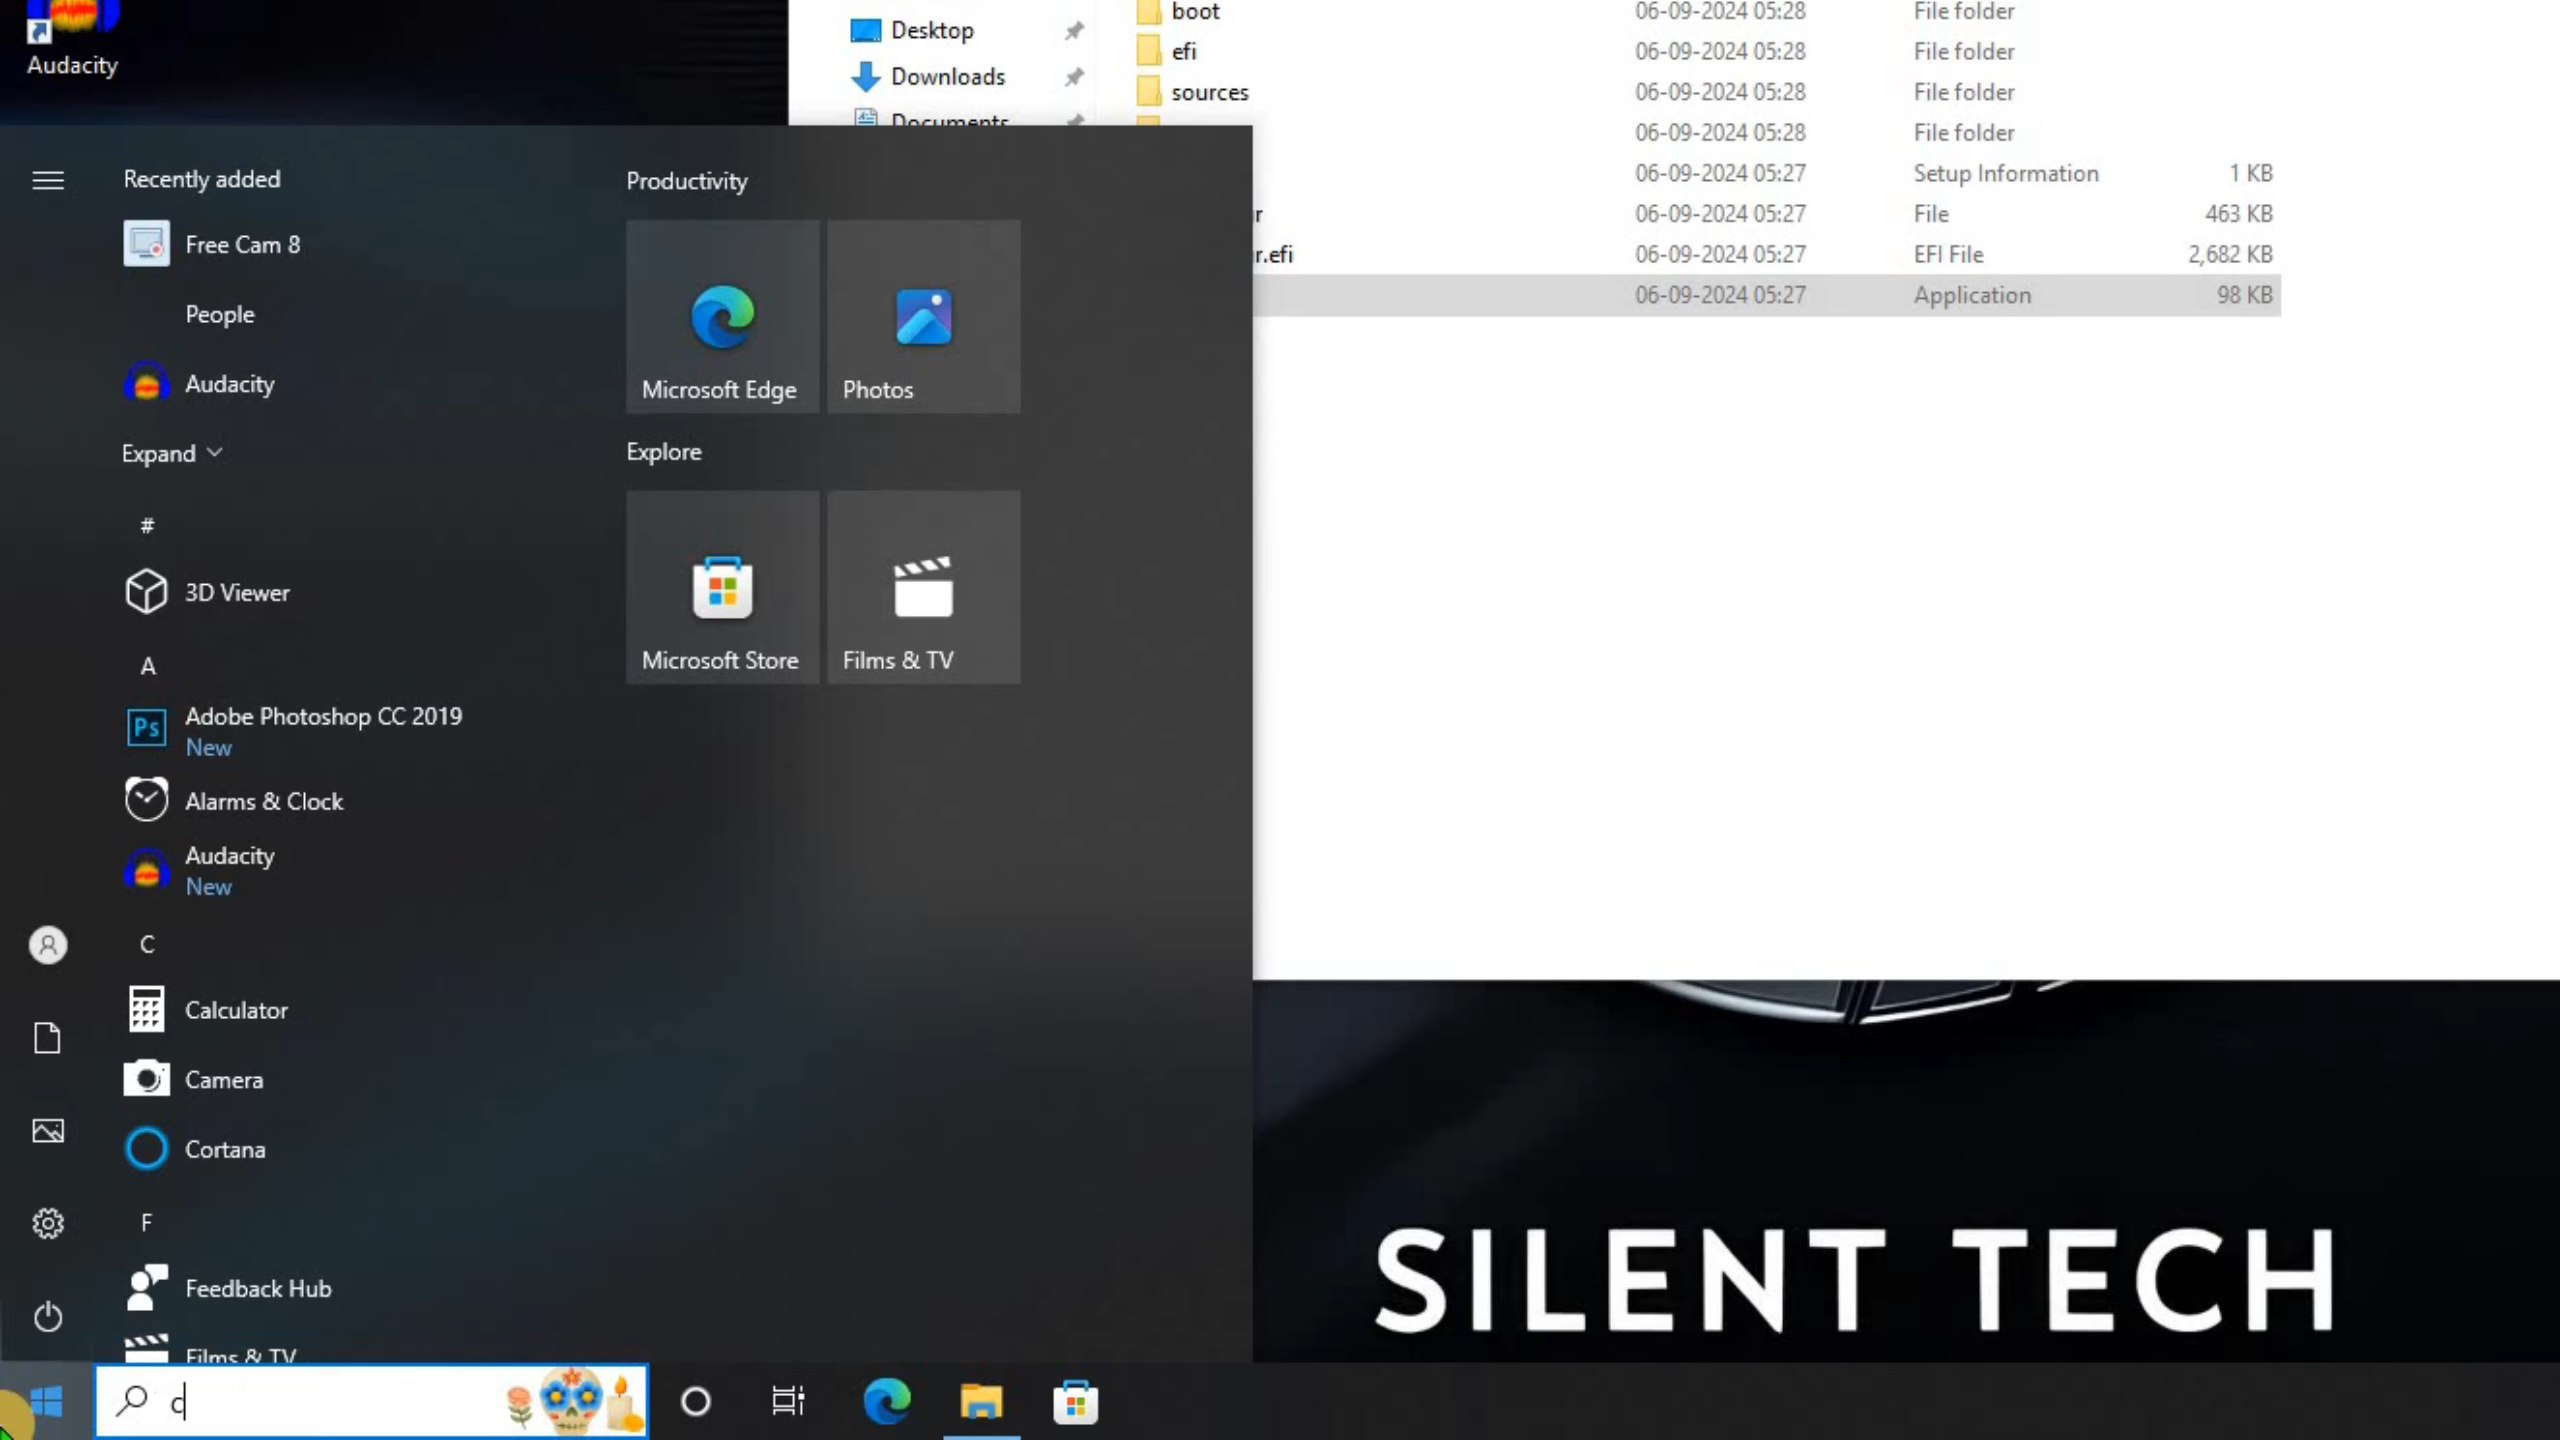 Audacity
Desktop
Downloads
Documents
boot 06-09-2024 05:28 File folder
efi 06-09-2024 05:28 File folder
sources 06-09-2024 05:28 File folder
06-09-2024 05:28 File folder
06-09-2024 05:27 Setup Information 1 KB
r 06-09-2024 05:27 File 463 KB
r.efi 06-09-2024 05:27 EFI File 2,682 KB
06-09-2024 05:27 Application 98 KB
Recently added
Free Cam 8
People
Audacity
Expand
#
3D Viewer
A
Adobe Photoshop CC 2019
New
Alarms & Clock
Audacity
New
C
Calculator
Camera
Cortana
F
Feedback Hub
Films & TV
Productivity
Microsoft Edge
Photos
Explore
Microsoft Store
Films & TV
Ps
SILENT TECH
c